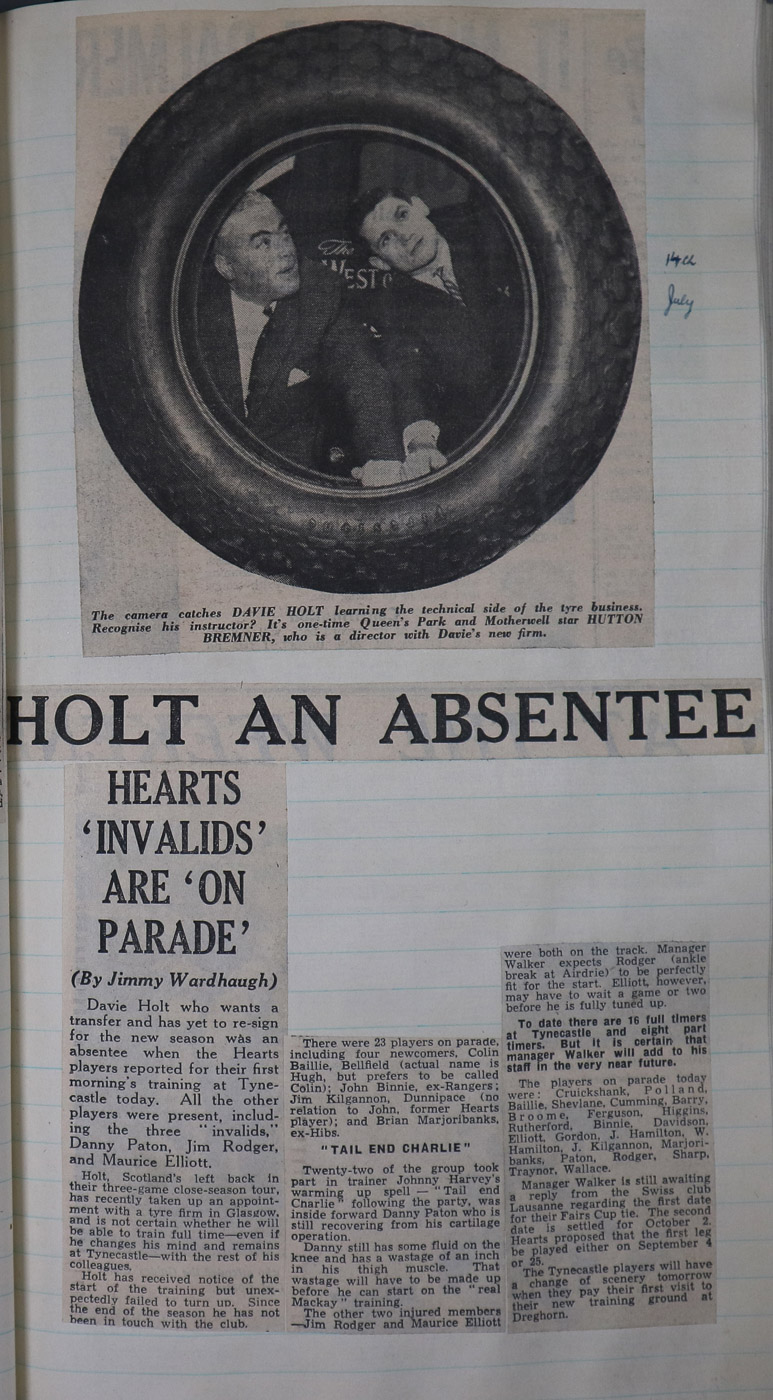 The
WEST
14th
July
The camera catches DAVIE HOLT learning the technical side of the tyre business.
Recognise his instructor? It's one-time Queen's Park and Motherwell star HUTTON
BREMNER, who is a director with Davie's new firm.
HOLT AN ABSENTEE
HEARTS
'INVALIDS'
ARE 'ON
PARADE'
(By Jimmy Wardhaugh)
Davie Holt who wants a
transfer and has yet to re-sign
for the new season was an
absentee when the Hearts
players reported for their first
morning's training at Tyne-
castle today. All the other
players were present, includ-
ing the three "invalids,"
Danny Paton, Jim Rodger,
and Maurice Elliott.
Holt, Scotland's left back in
their three-game close-season tour,
has recently taken up an appoint-
ment with a tyre firm in Glasgow,
and is not certain whether he will
be able to train full time—even if
he changes his mind and remains
at Tynecastle—with the rest of his
colleagues.
Holt has received notice of the
start of the training but unex-
pectedly failed to turn up. Since
the end of the season he has not
been in touch with the club.
There were 23 players on parade,
including four newcomers, Colin
Baillie, Bellfield (actual name is
Hugh, but prefers to be called
Colin); John Binnie, ex-Rangers;
Jim Kilgannon, Dunnipace (no
relation to John, former Hearts
player); and Brian Marjoribanks,
ex-Hibs.
"TAIL END CHARLIE"
Twenty-two of the group took
part in trainer Johnny Harvey's
warming up spell — "Tail end
Charlie" following the party, was
inside forward Danny Paton who is
still recovering from his cartilage
operation.
Danny still has some fluid on the
knee and has a wastage of an inch
in his thigh muscle. That
wastage will have to be made up
before he can start on the "real
Mackay" training.
The other two injured members
—Jim Rodger and Maurice Elliott
were both on the track. Manager
Walker expects Rodger (ankle
break at Airdrie) to be perfectly
fit for the start. Elliott, however,
may have to wait a game or two
before he is fully tuned up.
To date there are 16 full timers
at Tynecastle and eight part
timers. But it is certain that
manager Walker will add to his
staff in the very near future.
The players on parade today
were: Cruickshank, Polland,
Baillie, Shevlane, Cumming, Barry,
Broome, Ferguson, Higgins,
Rutherford, Binnie, Davidson,
Elliott, Gordon, J. Hamilton, W.
Hamilton, J. Kilgannon, Marjori-
banks, Paton, Rodger, Sharp,
Traynor, Wallace.
Manager Walker is still awaiting
a reply from the Swiss club
Lausanne regarding the first date
for their Fairs Cup tie. The second
date is settled for October 2.
Hearts proposed that the first leg
be played either on September 4
or 25.
The Tynecastle players will have
a change of scenery tomorrow
when they pay their first visit to
their new training ground at
Dreghorn.